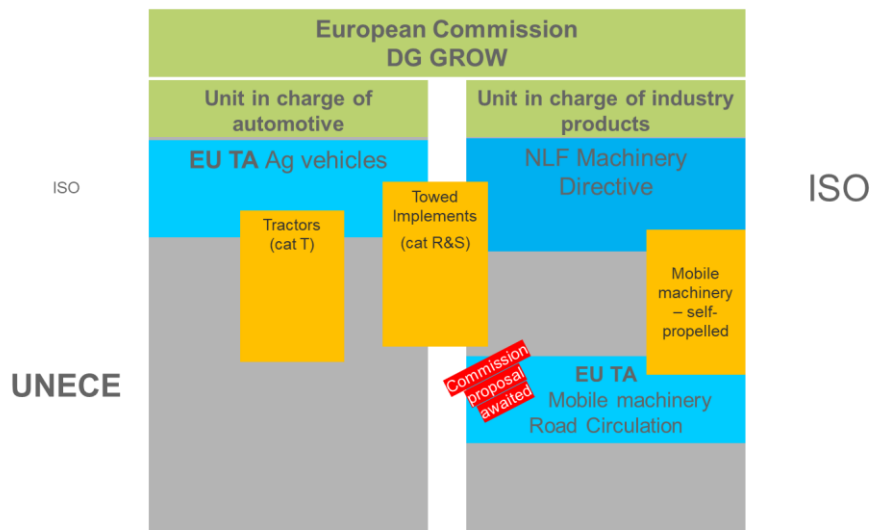 European Commission
DG GROW
Unit in charge of
automotive
Unit in charge of industry
products
EU TA Ag vehicles
NLF Machinery
Directive
ISO
ISO
Towed
Implements
(cat R&S)
Tractors
(cat T)
Mobile
machinery
– self-
propelled
UNECE
Commission
proposal
awaited
EU TA
Mobile machinery
Road Circulation